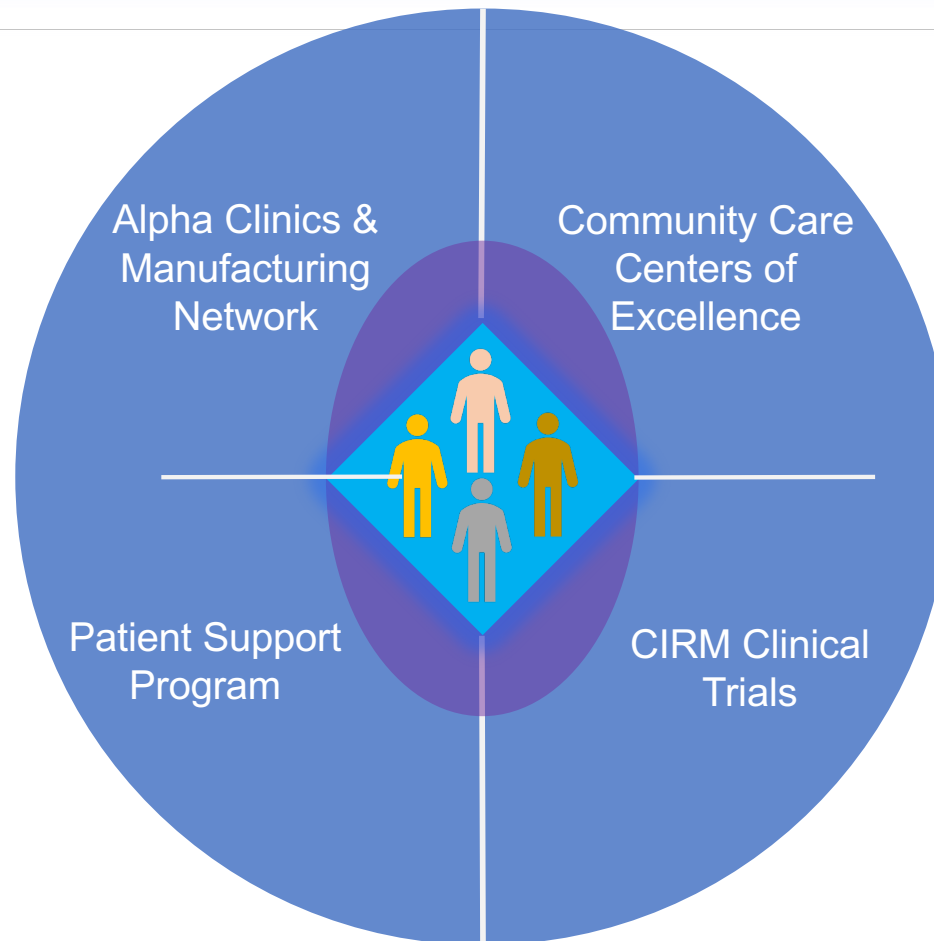 Alpha Clinics &
Manufacturing
Network
Community Care
Centers of
Excellence
Patient Support
Program
CIRM Clinical
Trials